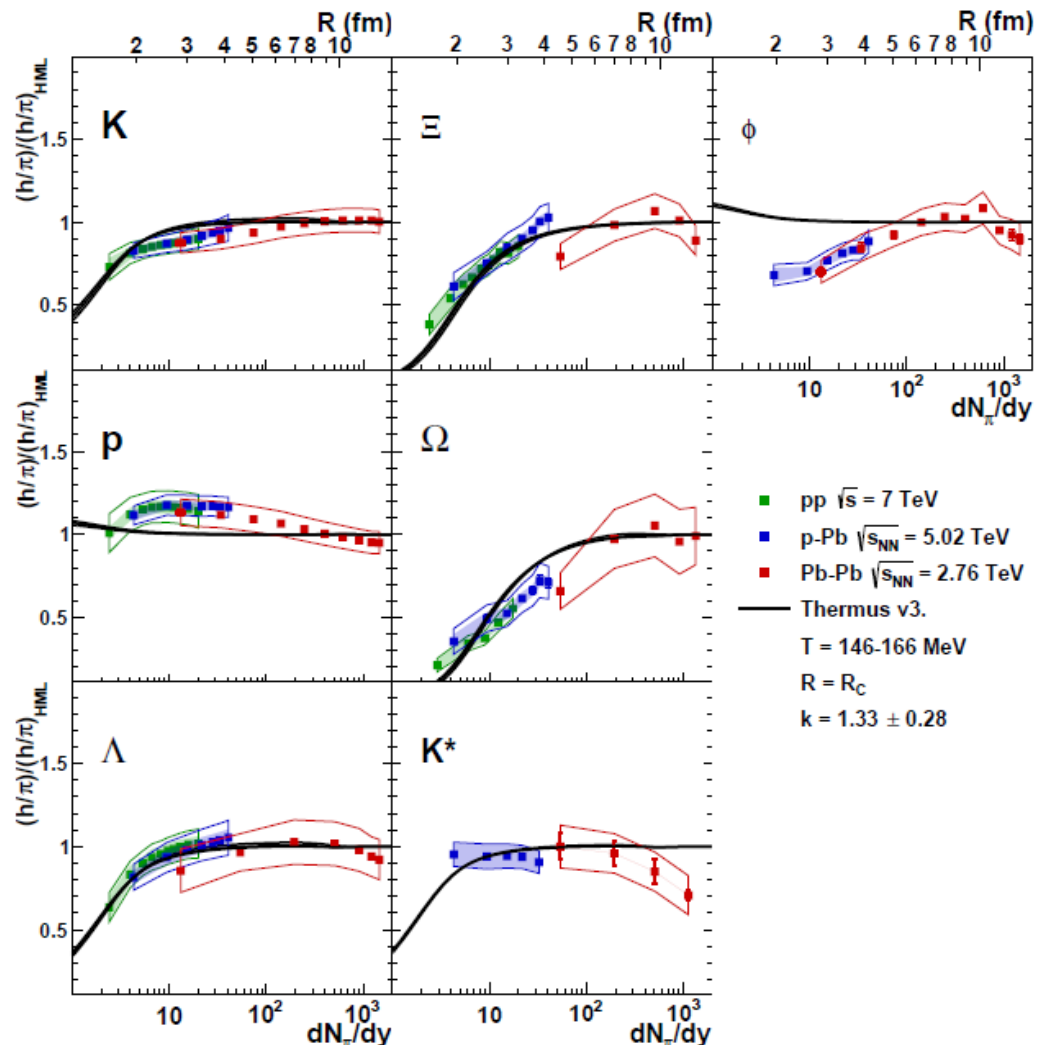 R (fm) R (fm) R (fm)
2 3 4 5 6 7 8 10 2 3 4 5 6 7 8 10 2 3 4 5 6 7 8 10
(h/π)/(h/π)HML
K Ξ ϕ
1.5
1
0.5
10 10² 10³
dNπ/dy
(h/π)/(h/π)HML
p Ω
1.5
1
0.5
pp √s = 7 TeV
p-Pb √sNN = 5.02 TeV
Pb-Pb √sNN = 2.76 TeV
Thermus v3.
T = 146-166 MeV
R = RC
k = 1.33 ± 0.28
(h/π)/(h/π)HML
Λ K*
1.5
1
0.5
10 10² 10³ 10 10² 10³
dNπ/dy dNπ/dy